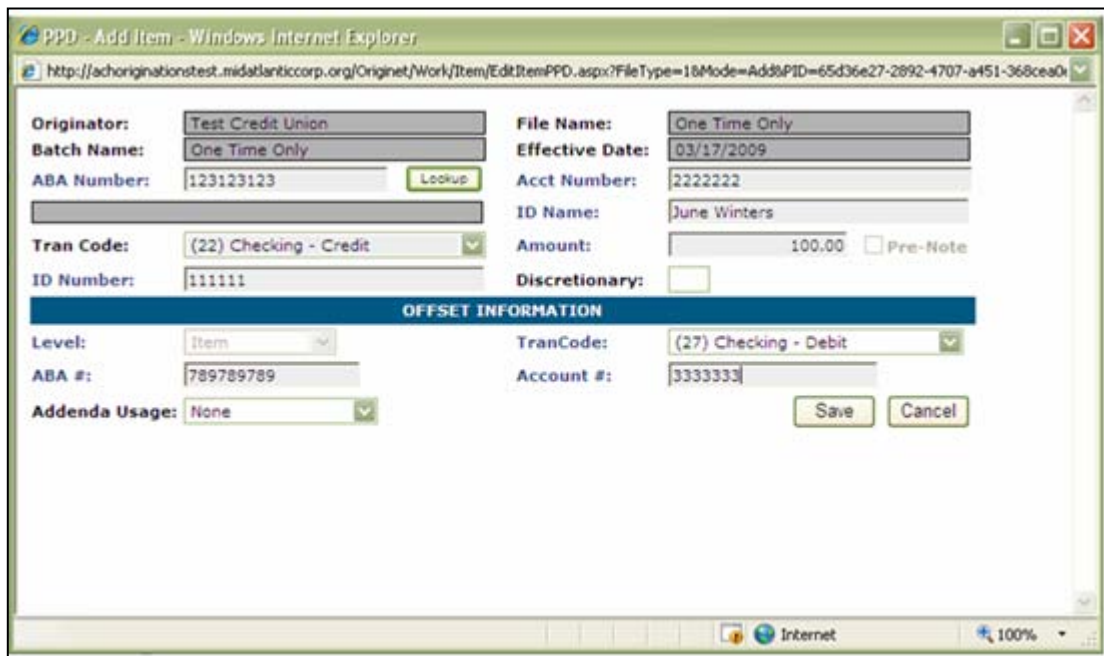 PPD - Add Item - Windows Internet Explorer
http://achoriginationstest.midatlanticcorp.org/Originet/Work/Item/EditItemPPD.aspx?FileType=1&Mode=Add&PID=65d36e27-2892-4707-a451-368cea0
Originator: Test Credit Union File Name: One Time Only
Batch Name: One Time Only Effective Date: 03/17/2009
ABA Number: 123123123 Lookup Acct Number: 2222222
ID Name: June Winters
Tran Code: (22) Checking - Credit Amount: 100.00 Pre-Note
ID Number: 111111 Discretionary:
OFFSET INFORMATION
Level: Item TranCode: (27) Checking - Debit
ABA #: 789789789 Account #: 3333333
Addenda Usage: None Save Cancel
Internet 100%